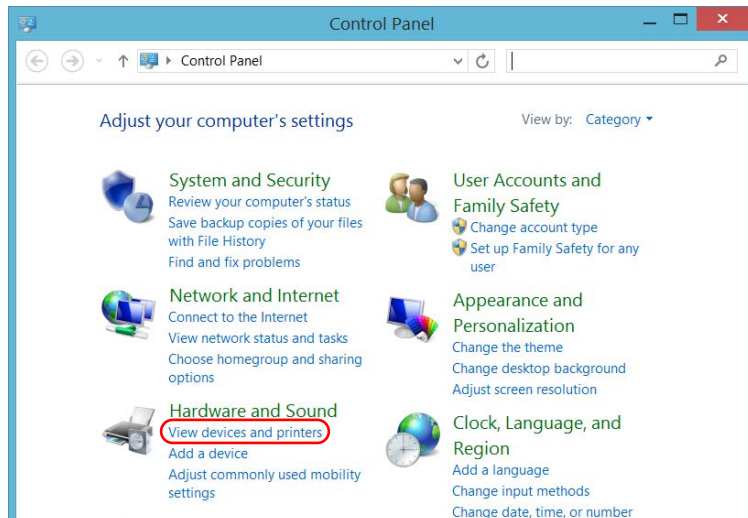 Control Panel
Control Panel
Adjust your computer's settings
View by: Category
System and Security
Review your computer's status
Save backup copies of your files
with File History
Find and fix problems
Network and Internet
Connect to the Internet
View network status and tasks
Choose homegroup and sharing
options
Hardware and Sound
View devices and printers
Add a device
Adjust commonly used mobility
settings
User Accounts and
Family Safety
Change account type
Set up Family Safety for any
user
Appearance and
Personalization
Change the theme
Change desktop background
Adjust screen resolution
Clock, Language, and
Region
Add a language
Change input methods
Change date, time, or number